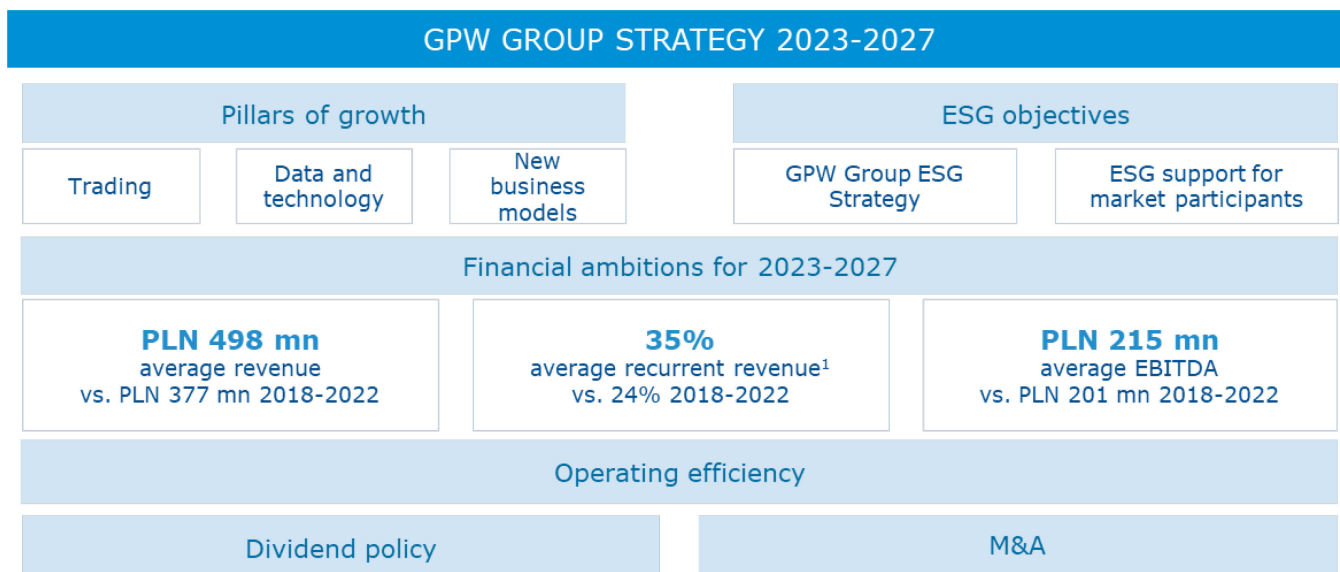 GPW GROUP STRATEGY 2023-2027
Pillars of growth
ESG objectives
Trading
Data and
technology
New
business
models
GPW Group ESG
Strategy
ESG support for
market participants
Financial ambitions for 2023-2027
PLN 498 mn
average revenue
vs. PLN 377 mn 2018-2022
35%
average recurrent revenue¹
vs. 24% 2018-2022
PLN 215 mn
average EBITDA
vs. PLN 201 mn 2018-2022
Operating efficiency
Dividend policy
M&A